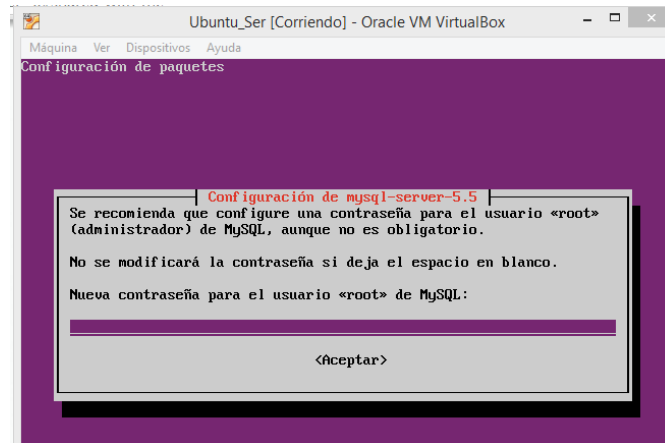 Ubuntu_Ser [Corriendo] - Oracle VM VirtualBox
Máquina Ver Dispositivos Ayuda
Configuración de paquetes
Configuración de mysql-server-5.5
Se recomienda que configure una contraseña para el usuario «root»
(administrador) de MySQL, aunque no es obligatorio.
No se modificará la contraseña si deja el espacio en blanco.
Nueva contraseña para el usuario «root» de MySQL:
<Aceptar>